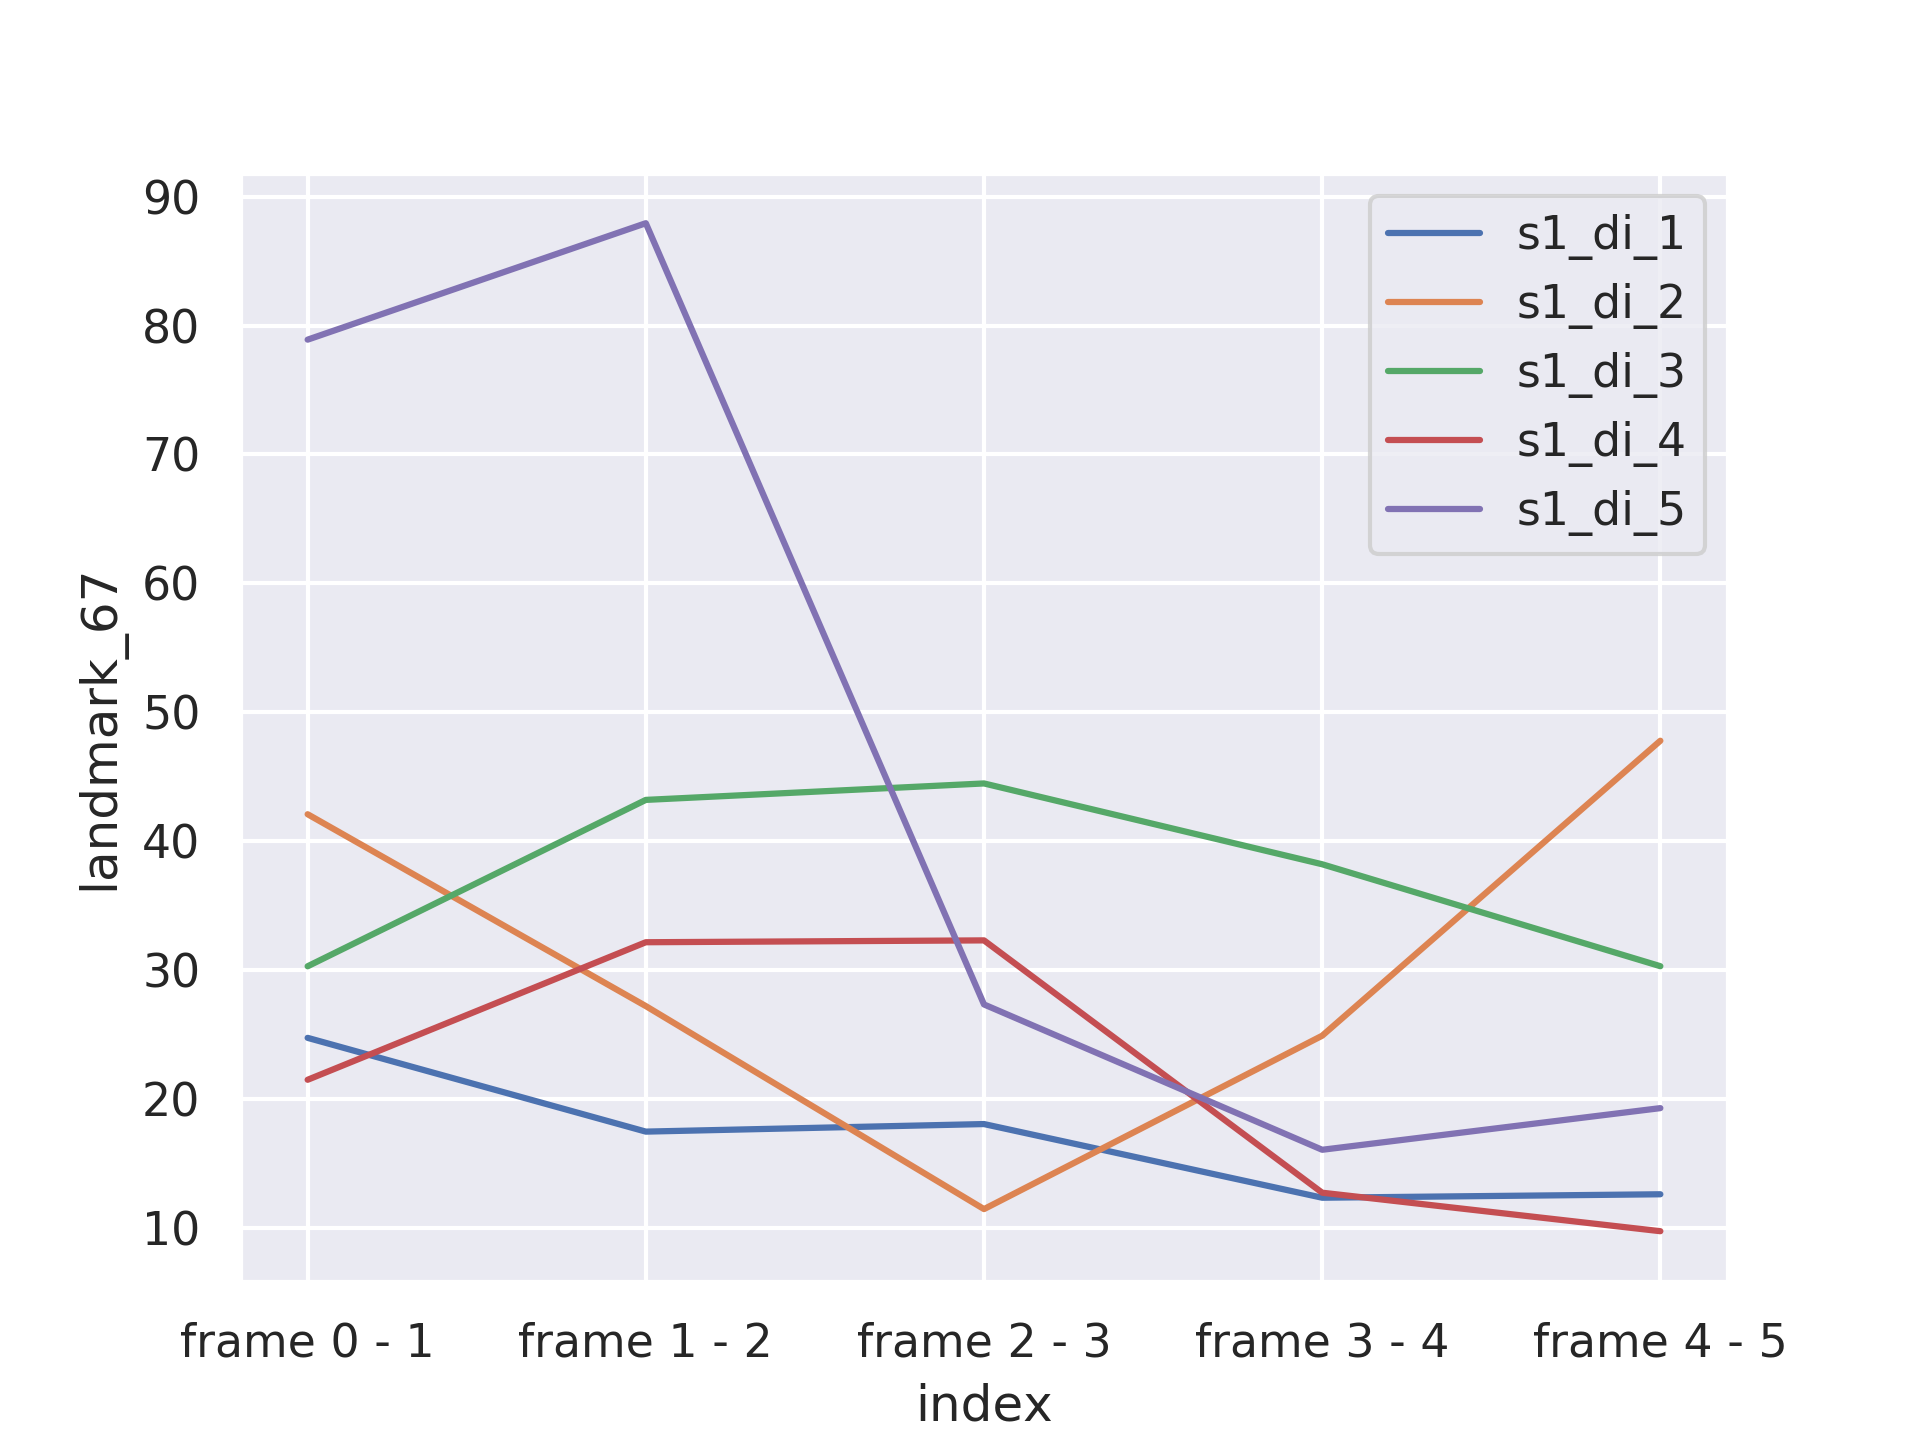 90
80
70
60
50
40
30
20
10
landmark_67
s1_di_1
s1_di_2
s1_di_3
s1_di_4
s1_di_5
frame 0 - 1
frame 1 - 2
frame 2 - 3
frame 3 - 4
frame 4 - 5
index